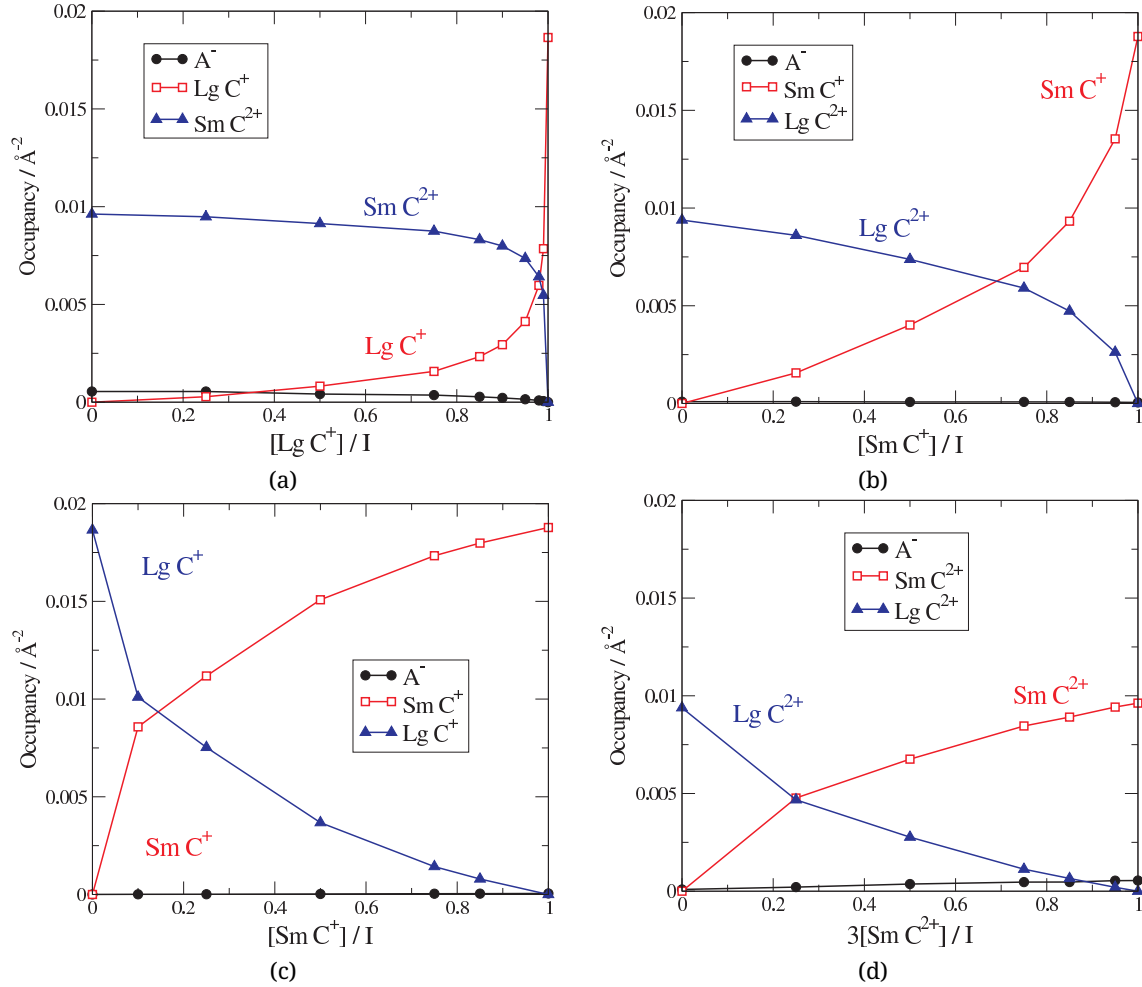 0.02
0.015
0.01
0.005
0
Occupancy / Å⁻²
A⁻
Lg C⁺
Sm C²⁺
Sm C²⁺
Lg C⁺
0 0.2 0.4 0.6 0.8 1
[Lg C⁺] / I
(a)
0.02
0.015
0.01
0.005
0
Occupancy / Å⁻²
A⁻
Sm C⁺
Lg C²⁺
Sm C⁺
Lg C²⁺
0 0.2 0.4 0.6 0.8 1
[Sm C⁺] / I
(b)
0.02
0.015
0.01
0.005
0
Occupancy / Å⁻²
Lg C⁺
A⁻
Sm C⁺
Lg C⁺
Sm C⁺
0 0.2 0.4 0.6 0.8 1
[Sm C⁺] / I
(c)
0.02
0.015
0.01
0.005
0
Occupancy / Å⁻²
A⁻
Sm C²⁺
Lg C²⁺
Sm C²⁺
Lg C²⁺
0 0.2 0.4 0.6 0.8 1
3[Sm C²⁺] / I
(d)